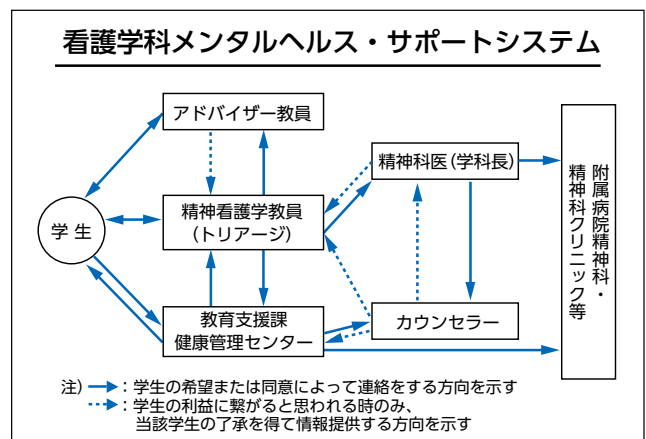 看護学科メンタルヘルス・サポートシステム
アドバイザー教員
精神科医（学科長）
学 生
精神看護学教員
（トリアージ）
教育支援課
健康管理センター
カウンセラー
附属病院精神科・
精神科クリニック等
注）　：学生の希望または同意によって連絡をする方向を示す
：学生の利益に繋がると思われる時のみ、
当該学生の了承を得て情報提供する方向を示す